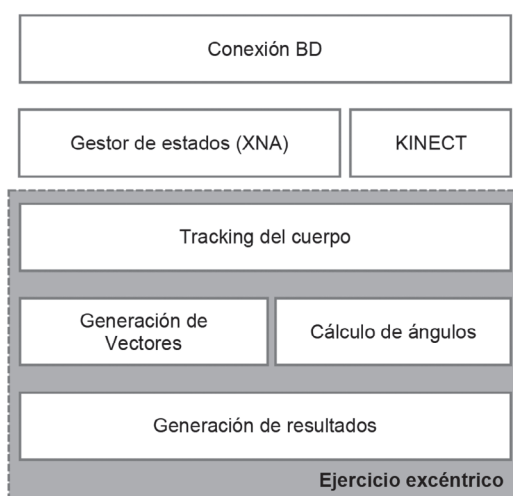 Conexión BD
Gestor de estados (XNA)
KINECT
Tracking del cuerpo
Generación de
Vectores
Cálculo de ángulos
Generación de resultados
Ejercicio excéntrico